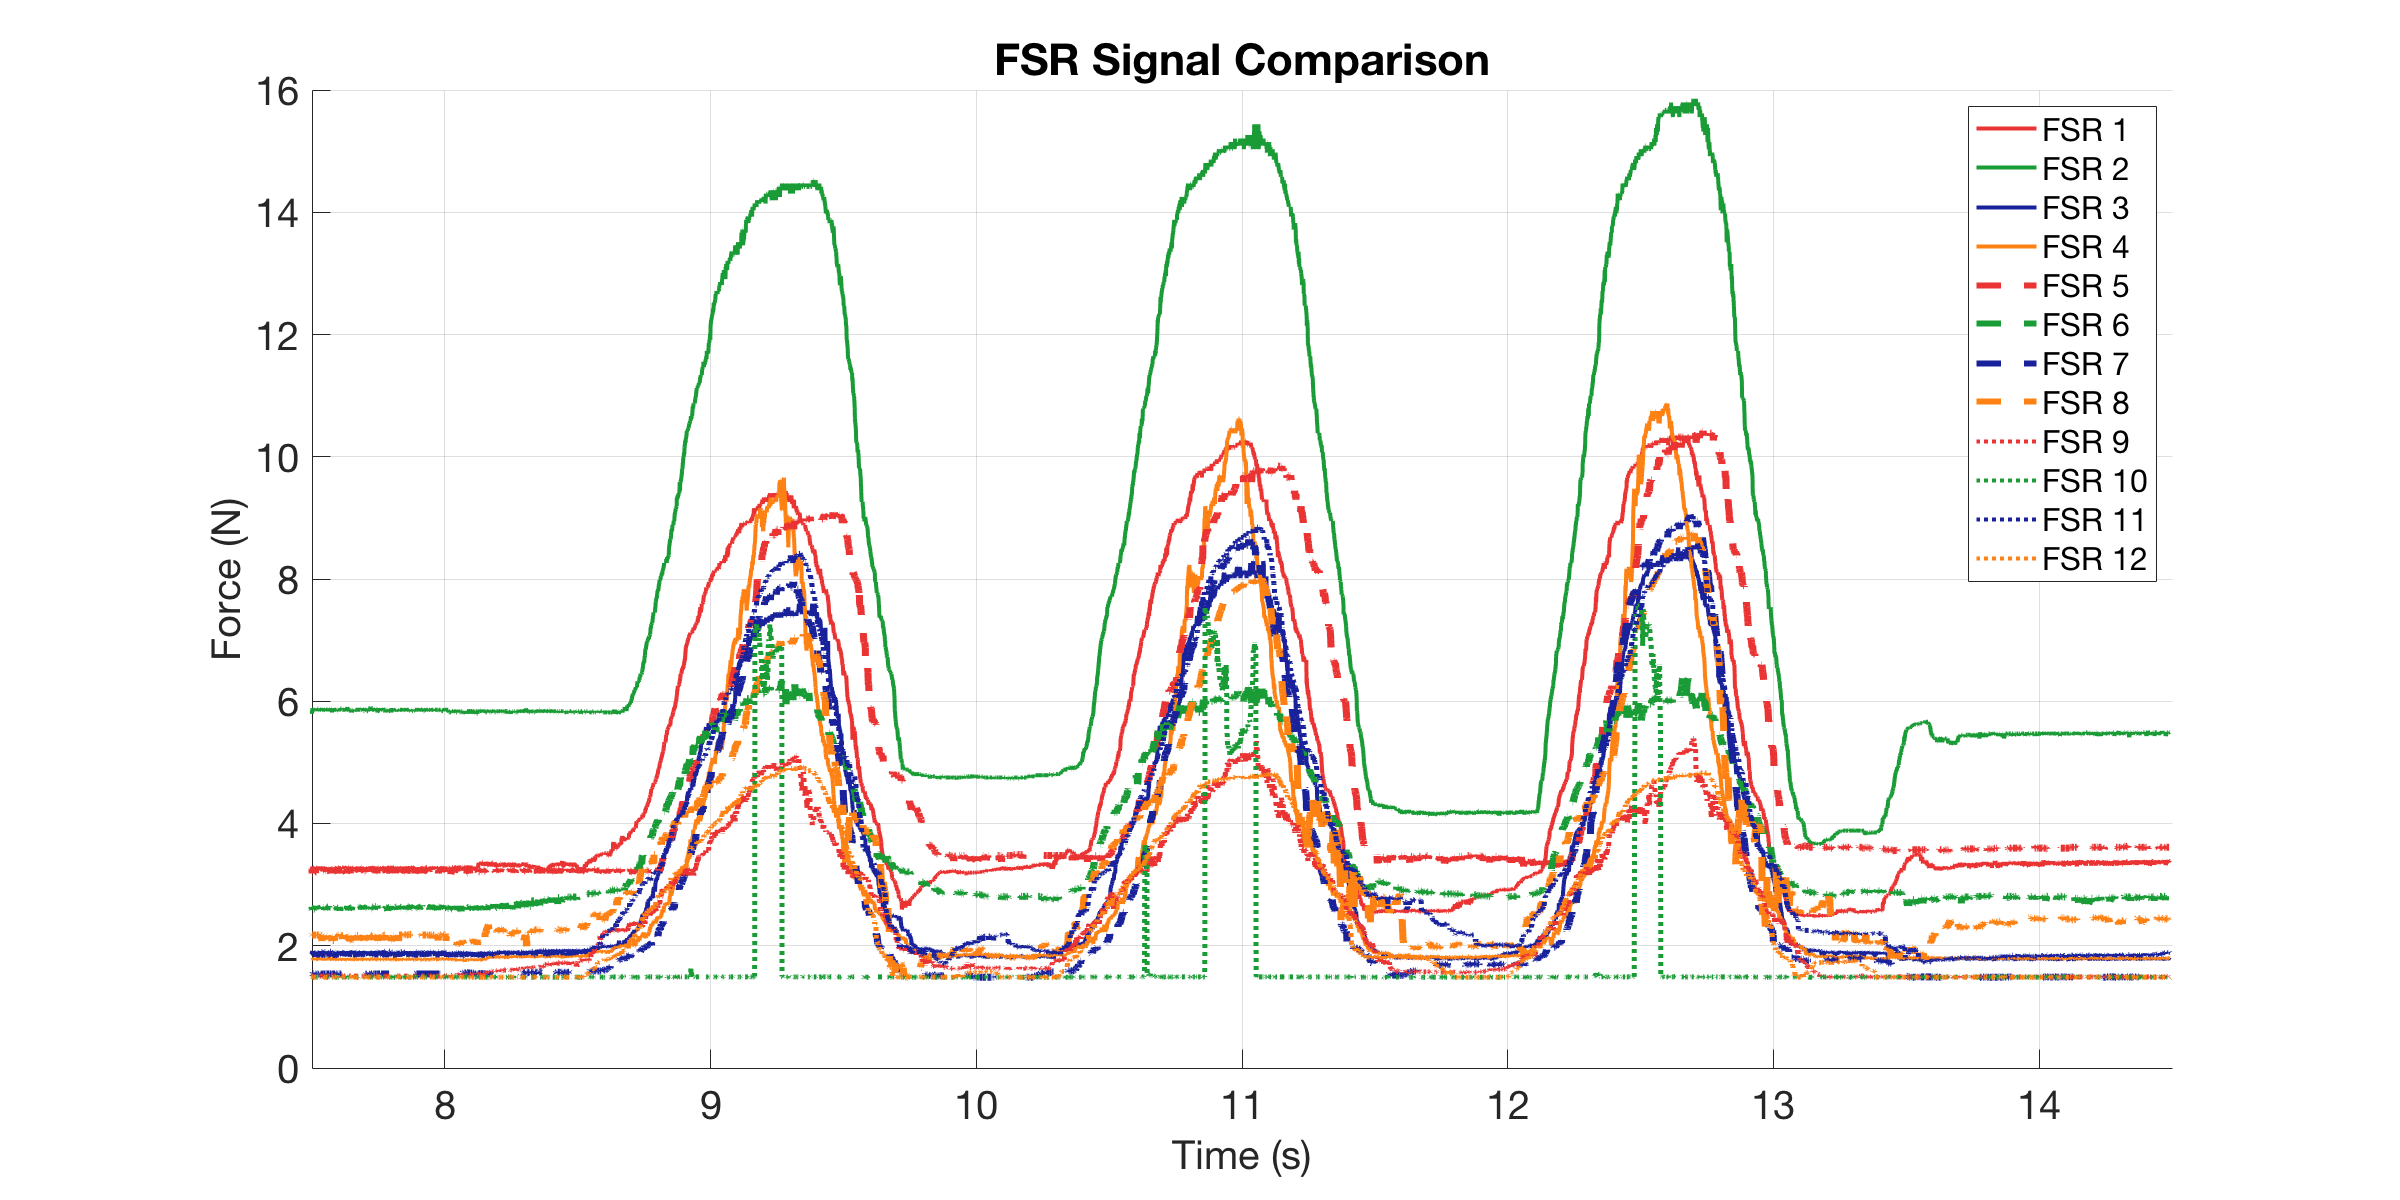 FSR Signal Comparison
16
14
12
10
8
6
4
2
0
Force (N)
8 9 10 11 12 13 14
Time (s)
FSR 1
FSR 2
FSR 3
FSR 4
FSR 5
FSR 6
FSR 7
FSR 8
FSR 9
FSR 10
FSR 11
FSR 12